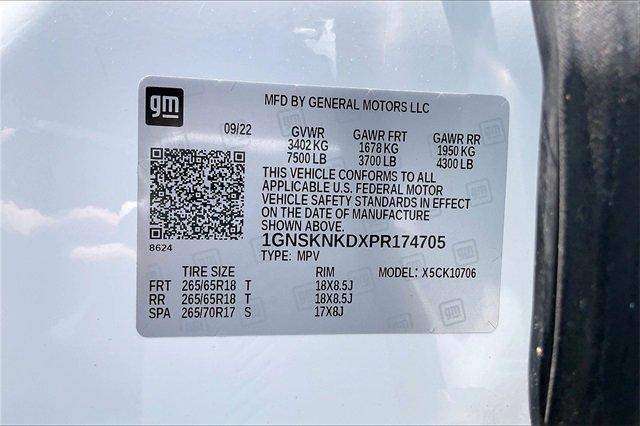 gm
MFD BY GENERAL MOTORS LLC
09/22 GVWR GAWR FRT GAWR RR
3402 KG 1678 KG 1950 KG
7500 LB 3700 LB 4300 LB
THIS VEHICLE CONFORMS TO ALL
APPLICABLE U.S. FEDERAL MOTOR
VEHICLE SAFETY STANDARDS IN EFFECT
ON THE DATE OF MANUFACTURE
SHOWN ABOVE.
8624
1GNSKNKDXPR174705
TYPE: MPV
TIRE SIZE RIM MODEL: X5CK10706
FRT 265/65R18 T 18X8.5J
RR 265/65R18 T 18X8.5J
SPA 265/70R17 S 17X8J